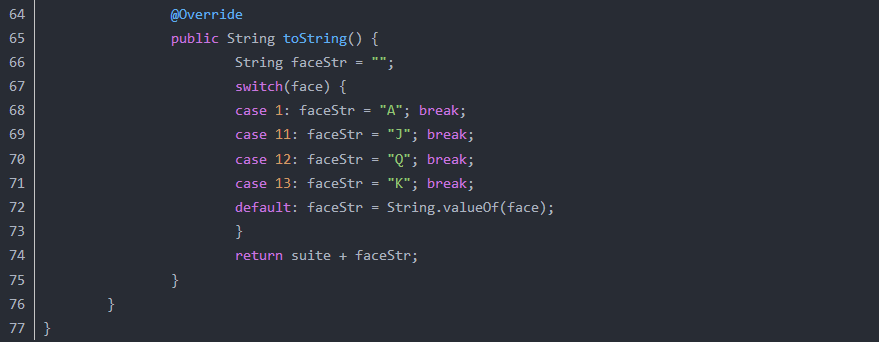 64 @Override
65 public String toString() {
66 String faceStr = "";
67 switch(face) {
68 case 1: faceStr = "A"; break;
69 case 11: faceStr = "J"; break;
70 case 12: faceStr = "Q"; break;
71 case 13: faceStr = "K"; break;
72 default: faceStr = String.valueOf(face);
73 }
74 return suite + faceStr;
75 }
76 }
77 }